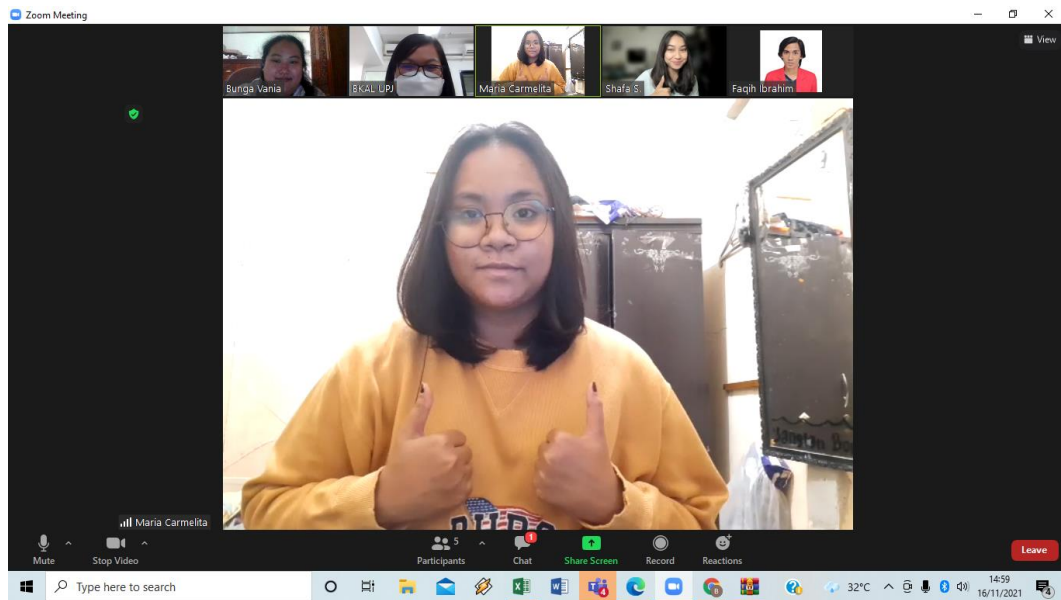 Zoom Meeting
View
Bunga Vania
BKAL UPJ
Maria Carmelita
Shafa S.
Faqih Ibrahim
Maria Carmelita
Mute
Stop Video
5
Participants
1
Chat
Share Screen
Record
Reactions
Leave
Type here to search
4
32°C
14:59
16/11/2021
4